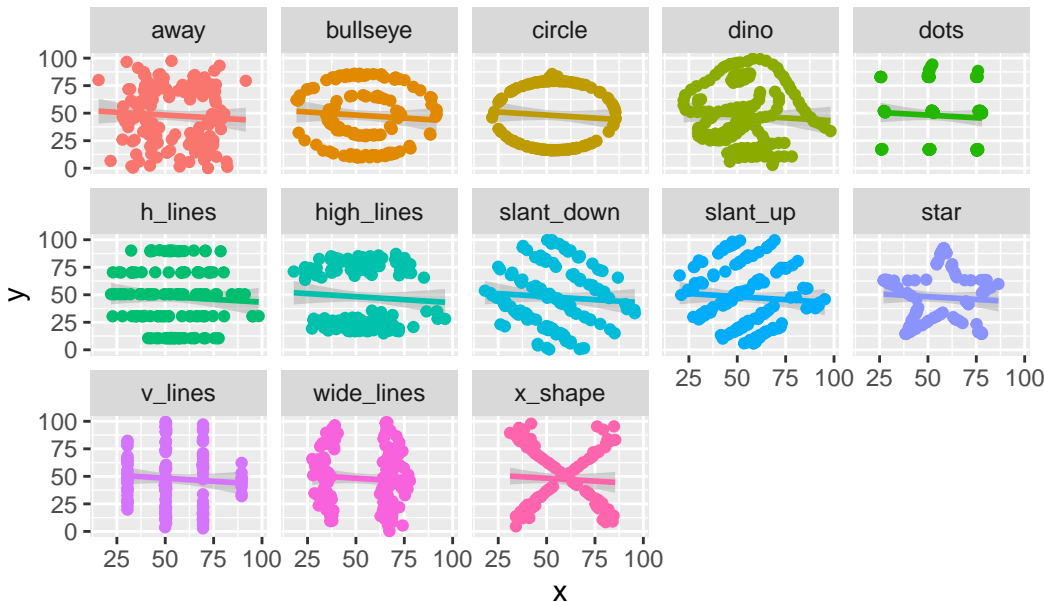 away bullseye circle dino dots
100
75
50
25
0
h_lines high_lines slant_down slant_up star
100
75
50
25
0
25 50 75 100 25 50 75 100
v_lines wide_lines x_shape
100
75
50
25
0
25 50 75 100 25 50 75 100 25 50 75 100
y
x